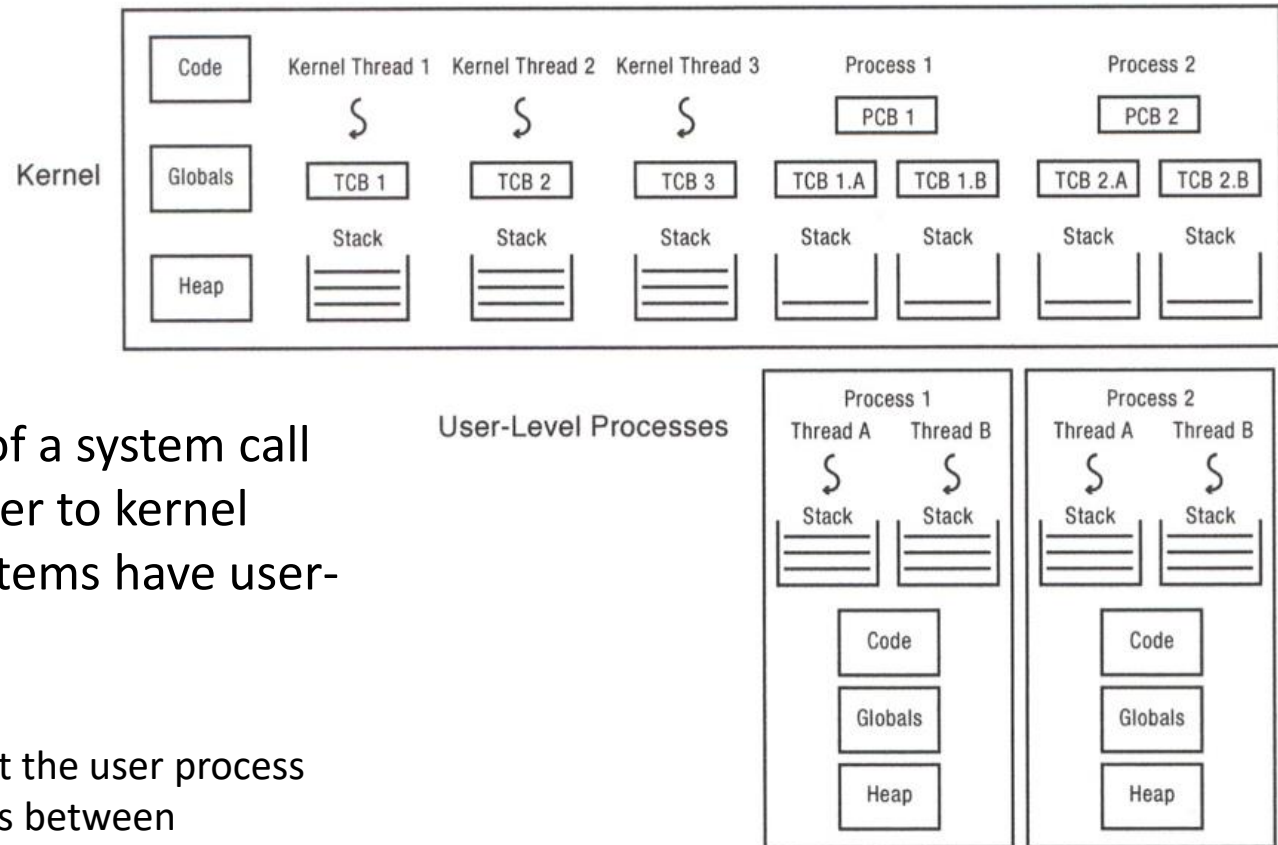 Kernel
Code
Globals
Heap
Kernel Thread 1 Kernel Thread 2 Kernel Thread 3 Process 1 Process 2
PCB 1 PCB 2
TCB 1 TCB 2 TCB 3 TCB 1.A TCB 1.B TCB 2.A TCB 2.B
Stack Stack Stack Stack Stack Stack Stack
of a system call
er to kernel
tems have user-
t the user process
s between
User-Level Processes
Process 1
Thread A Thread B
Stack Stack
Code
Globals
Heap
Process 2
Thread A Thread B
Stack Stack
Code
Globals
Heap